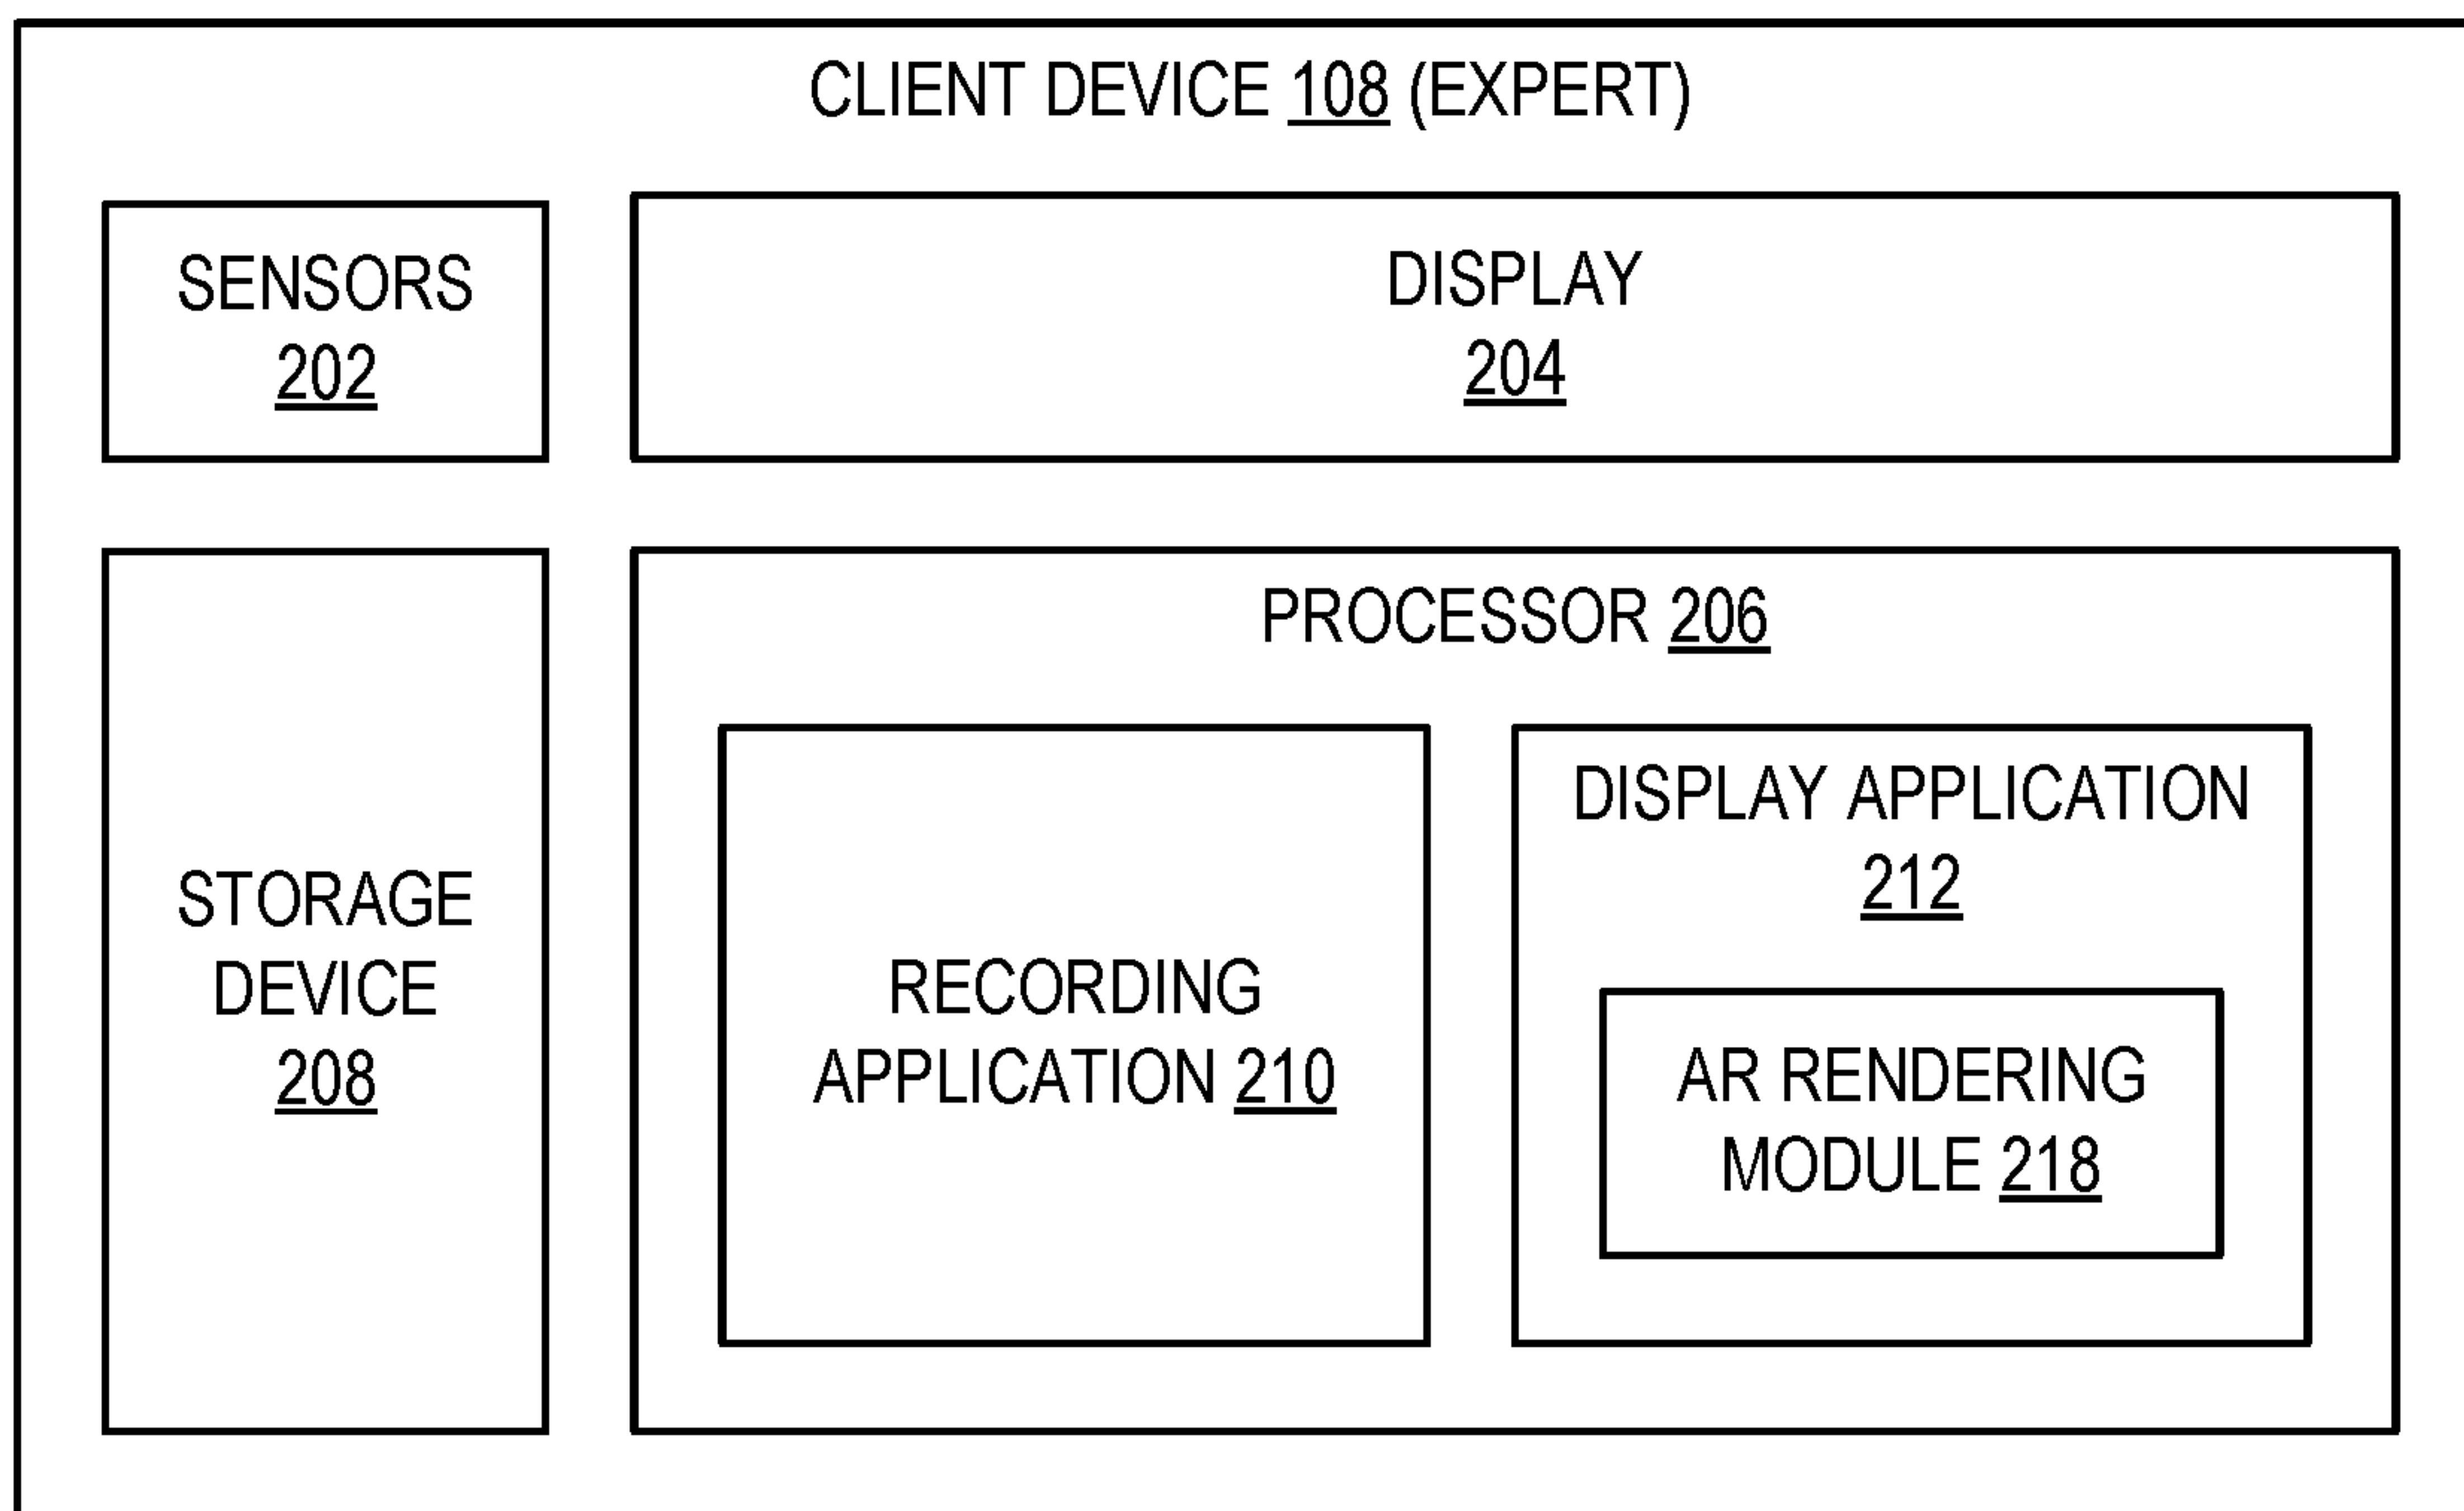 CLIENT DEVICE 108 (EXPERT)
SENSORS
202
DISPLAY
204
STORAGE
DEVICE
208
PROCESSOR 206
RECORDING
APPLICATION 210
DISPLAY APPLICATION
212
AR RENDERING
MODULE 218